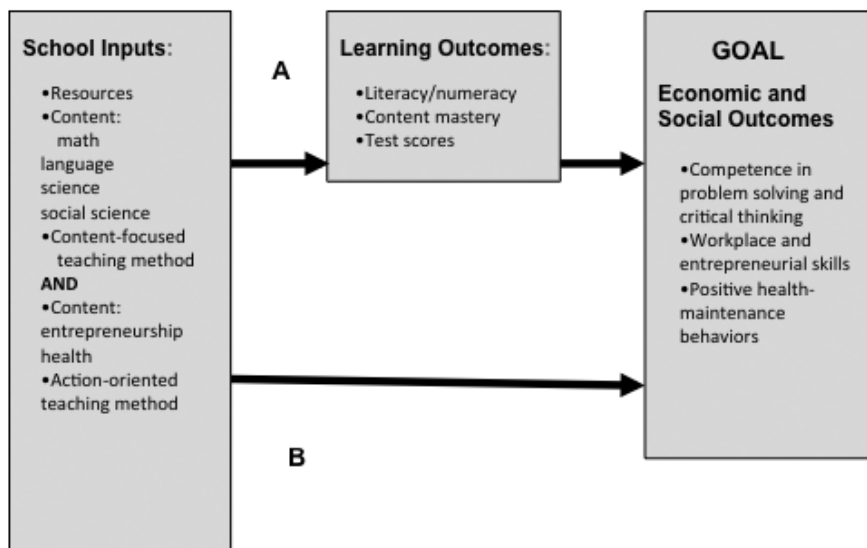 School Inputs:
•Resources
•Content:
math
language
science
social science
•Content-focused
teaching method
AND
•Content:
entrepreneurship
health
•Action-oriented
teaching method
A
Learning Outcomes:
•Literacy/numeracy
•Content mastery
•Test scores
B
GOAL
Economic and
Social Outcomes
•Competence in
problem solving and
critical thinking
•Workplace and
entrepreneurial skills
•Positive health-
maintenance
behaviors